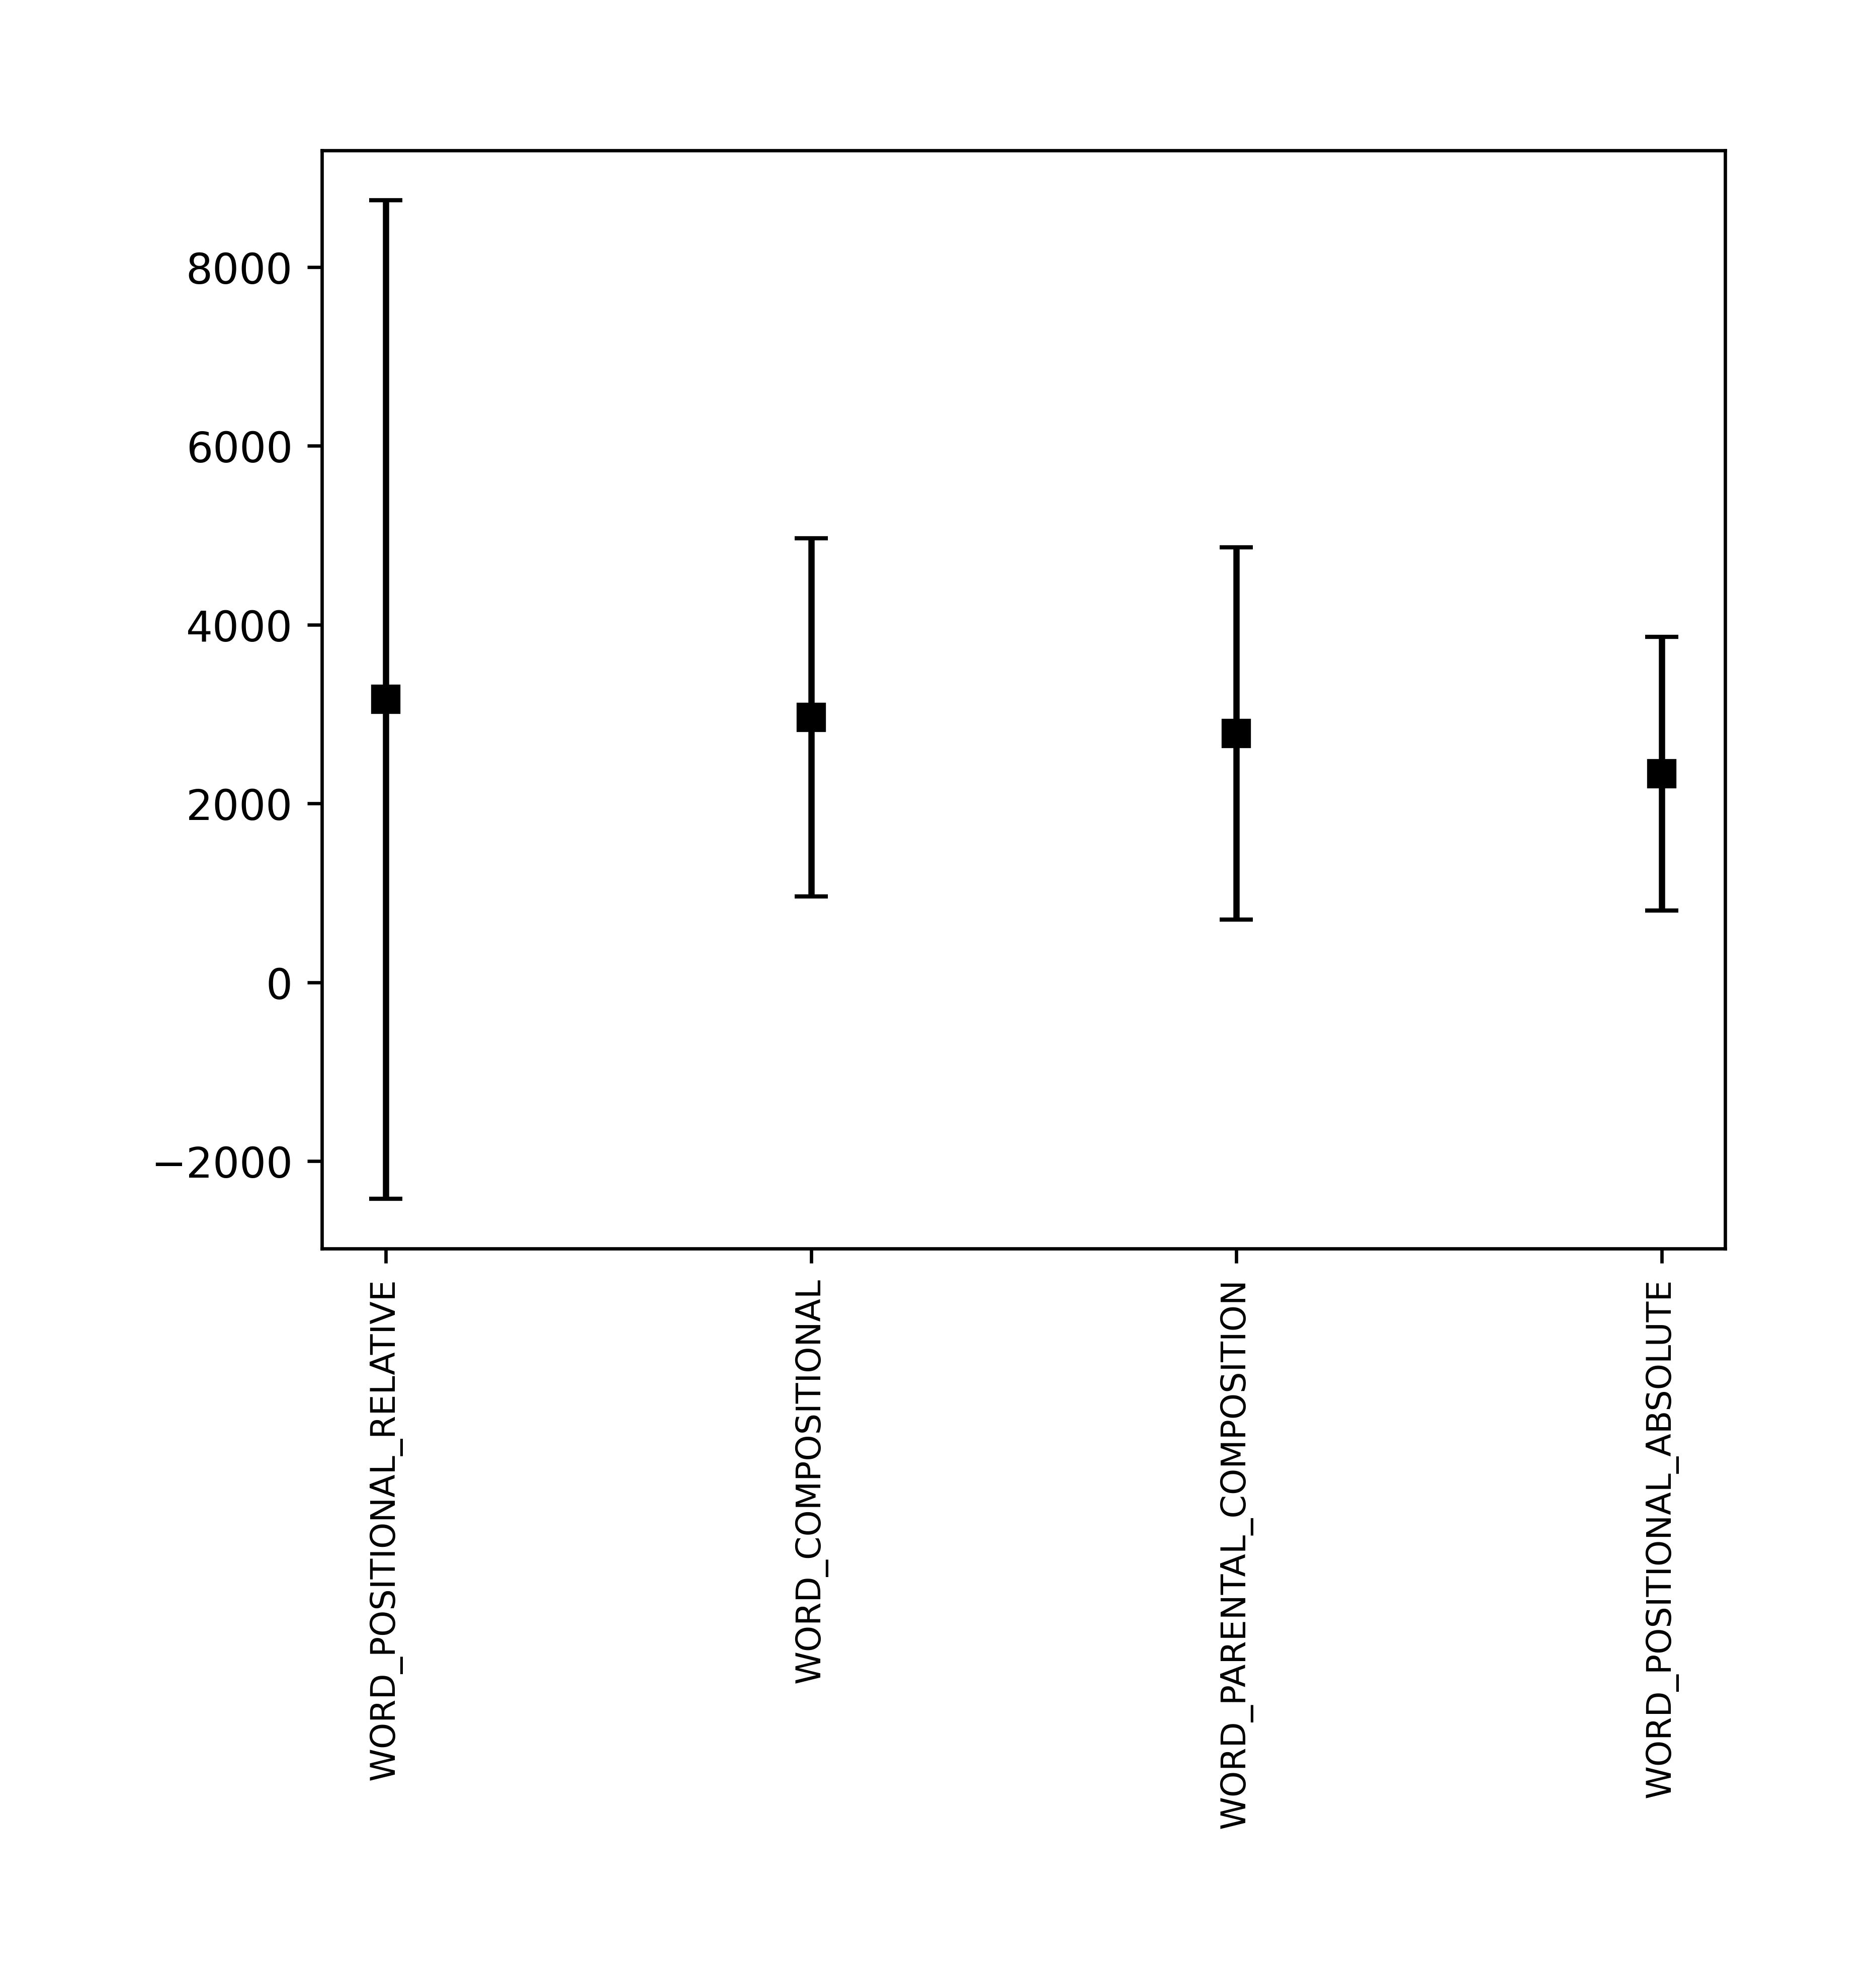 8000
6000
4000
2000
0
−2000
WORD_POSITIONAL_RELATIVE
WORD_COMPOSITIONAL
WORD_PARENTAL_COMPOSITION
WORD_POSITIONAL_ABSOLUTE